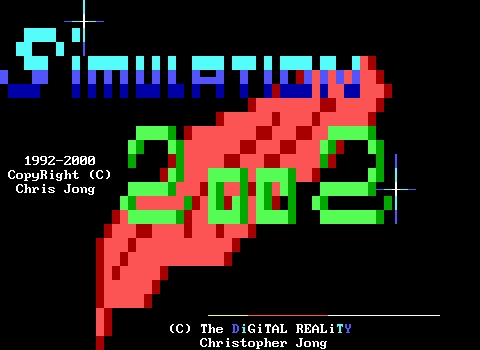 SiMULATiON
2002
1992-2000
CopyRight (C)
Chris Jong
(C) The DiGiTAL REALiTY
Christopher Jong